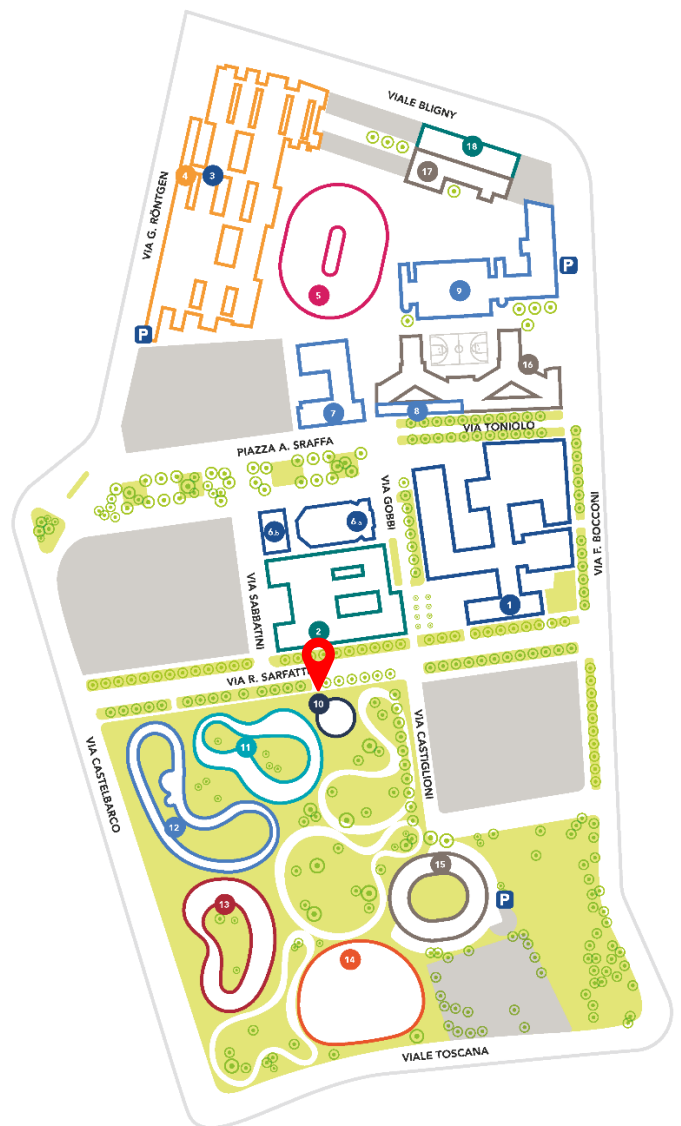 VIALE BLIGNY
18
17
4
3
VIA G. RÖNTGEN
5
9
P
P
16
7
8
VIA TONIOLO
PIAZZA A. SRAFFA
VIA GOBBI
6.b
6.a
VIA F. BOCCONI
VIA SABBATINI
1
2
VIA R. SARFATT
10
11
VIA CASTIGLIONI
VIA CASTELBARCO
12
15
13
P
14
VIALE TOSCANA